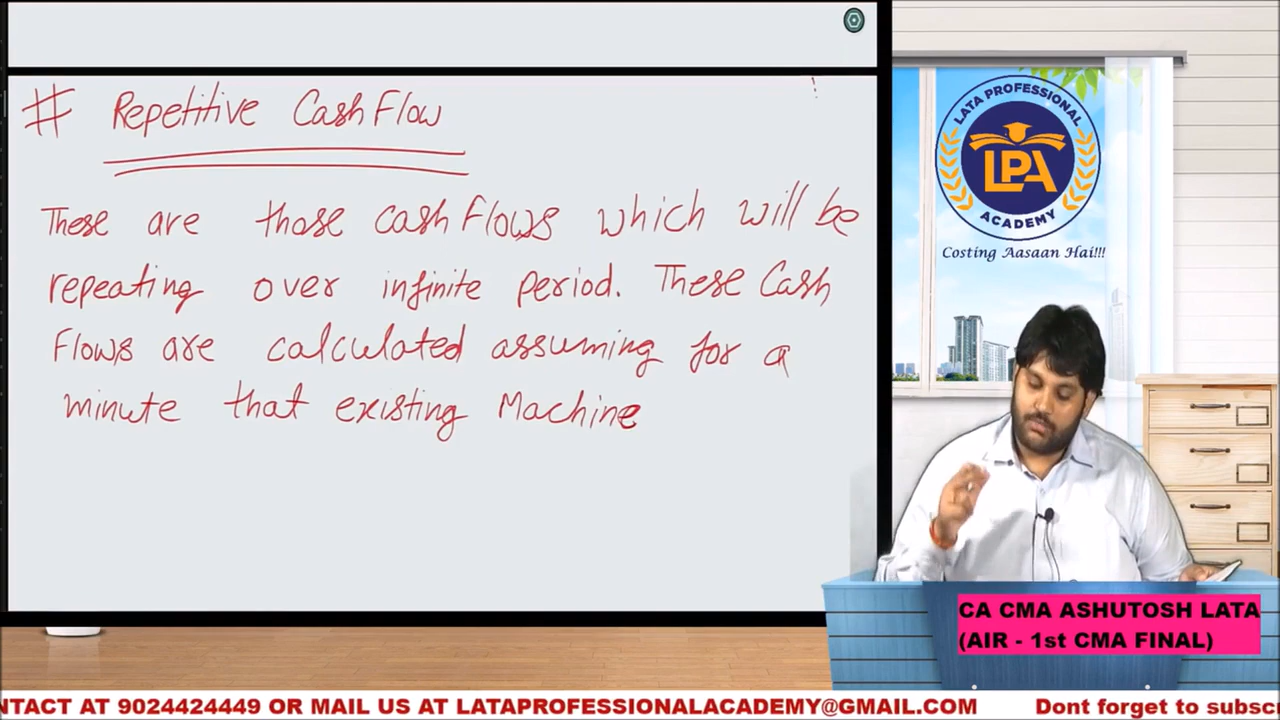 # Repetitive Cash Flow
These are those cash flows which will be
repeating over infinite period. These Cash
Flows are calculated assuming for a
minute that existing Machine
LATA PROFESSIONAL
LPA
ACADEMY
Costing Aasaan Hai!!!
CA CMA ASHUTOSH LATA
(AIR - 1st CMA FINAL)
NTACT AT 9024424449 OR MAIL US AT LATAPROFESSIONALACADEMY@GMAIL.COM Dont forget to subsc